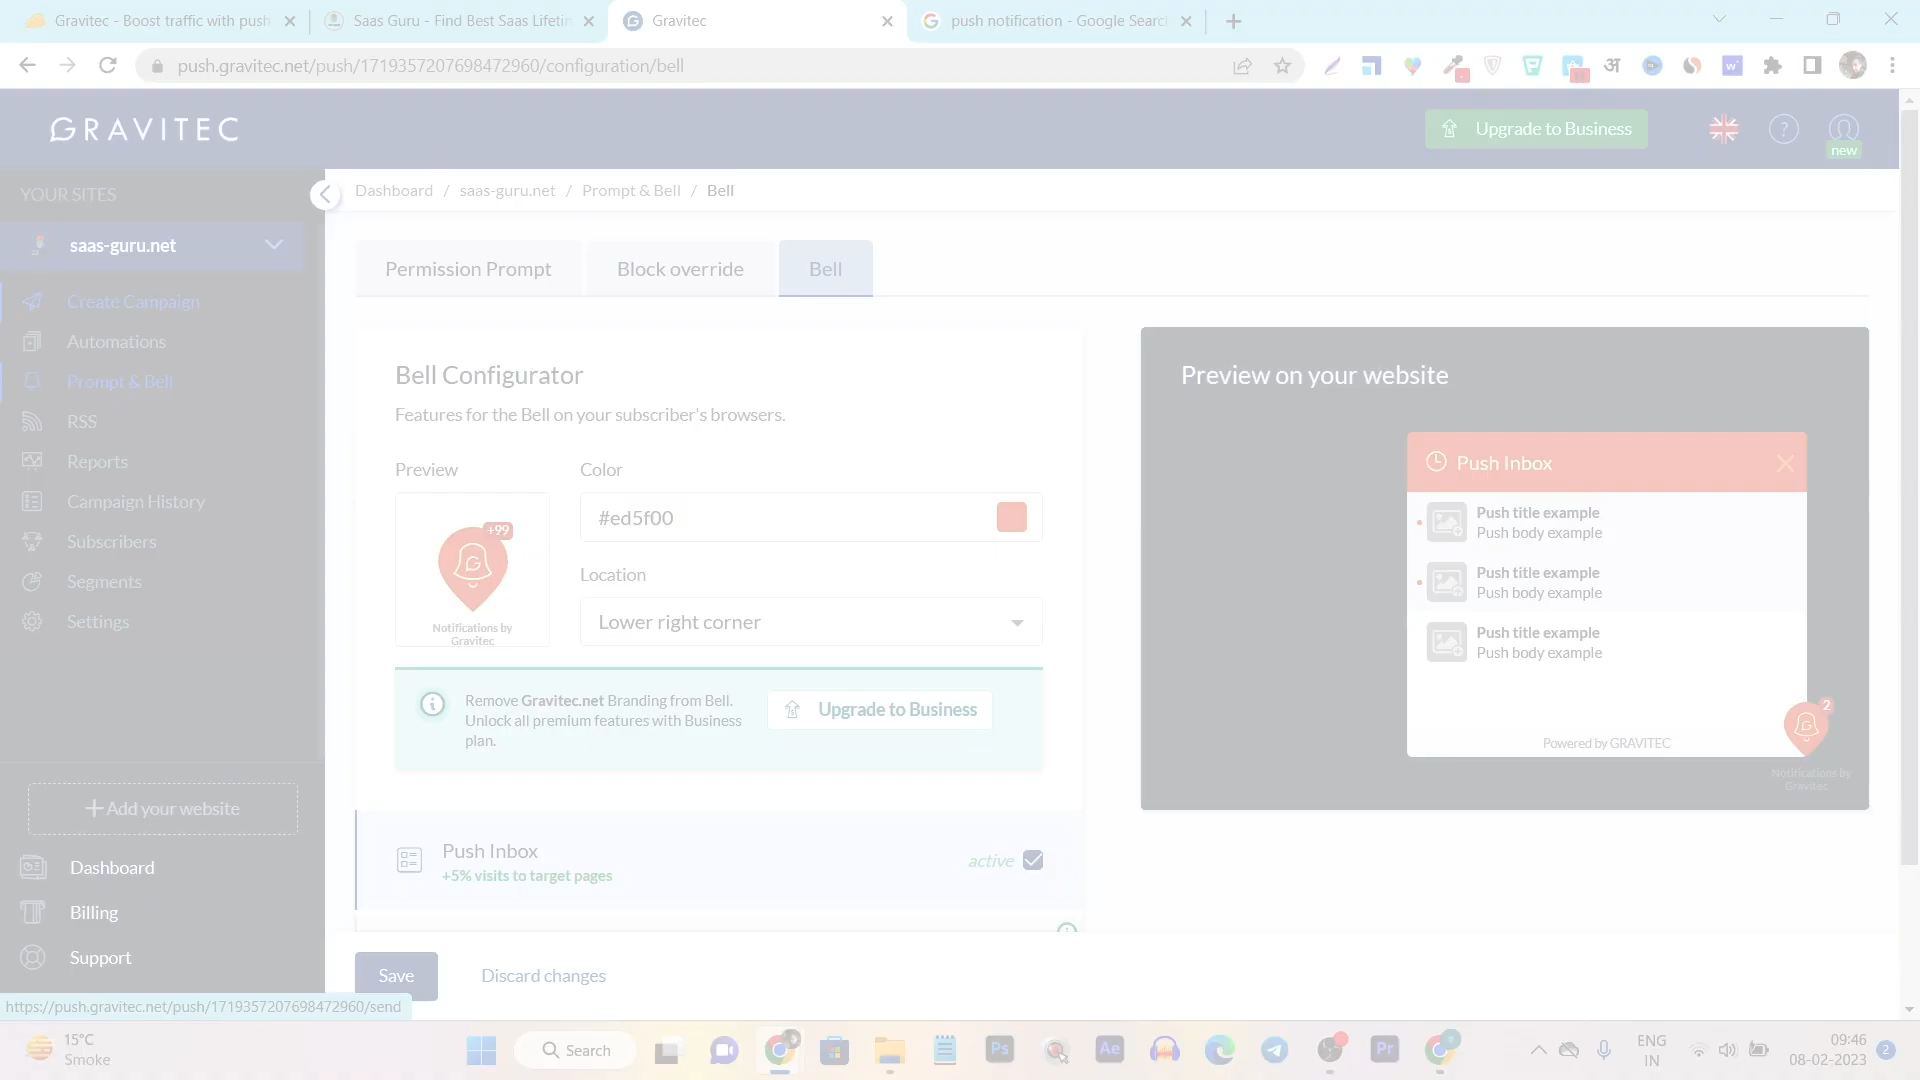 Gravitec - Boost traffic with push
Saas Guru - Find Best Saas Lifetin
Gravitec
push notification - Google Searc
push.gravitec.net/push/1719357207698472960/configuration/bell
GRAVITEC
Upgrade to Business
?
new
YOUR SITES
Dashboard / saas-guru.net / Prompt & Bell / Bell
saas-guru.net
Create Campaign
Automations
Prompt & Bell
RSS
Reports
Campaign History
Subscribers
Segments
Settings
Add your website
Dashboard
Billing
Support
Permission Prompt
Block override
Bell
Bell Configurator
Features for the Bell on your subscriber's browsers.
Preview
Color
+99
#ed5f00
Location
Notifications by
Gravitec
Lower right corner
Remove Gravitec.net Branding from Bell.
Unlock all premium features with Business
plan.
Upgrade to Business
Push Inbox
+5% visits to target pages
active
Save
Discard changes
Preview on your website
Push Inbox
Push title example
Push body example
Push title example
Push body example
Push title example
Push body example
2
Powered by GRAVITEC
Notifications by
Gravitec
https://push.gravitec.net/push/1719357207698472960/send
15°C
Smoke
Search
Ps
Ae
Pr
ENG
IN
09:46
08-02-2023
2